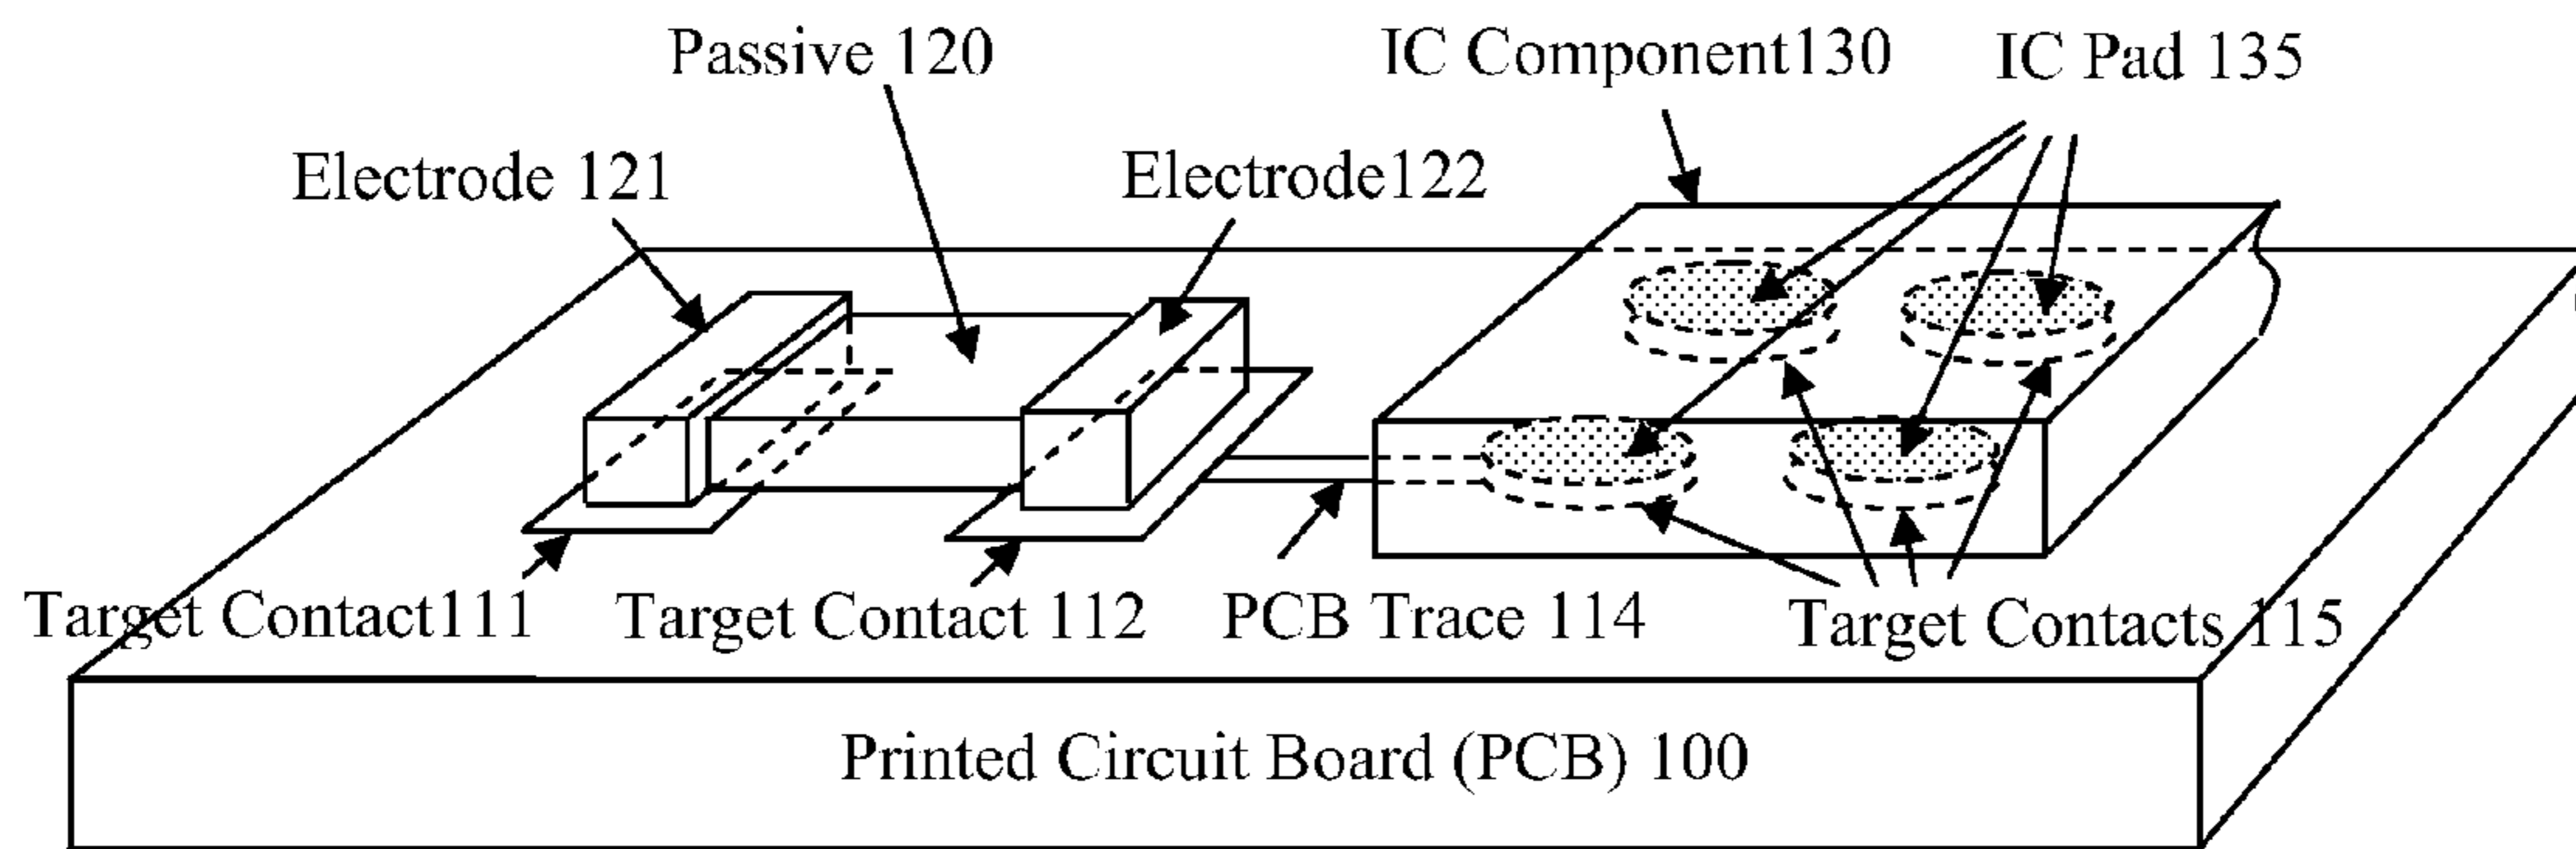 Passive 120
IC Component130
IC Pad 135
Electrode 121
Electrode122
Target Contact111
Target Contact 112
PCB Trace 114
Target Contacts 115
Printed Circuit Board (PCB) 100